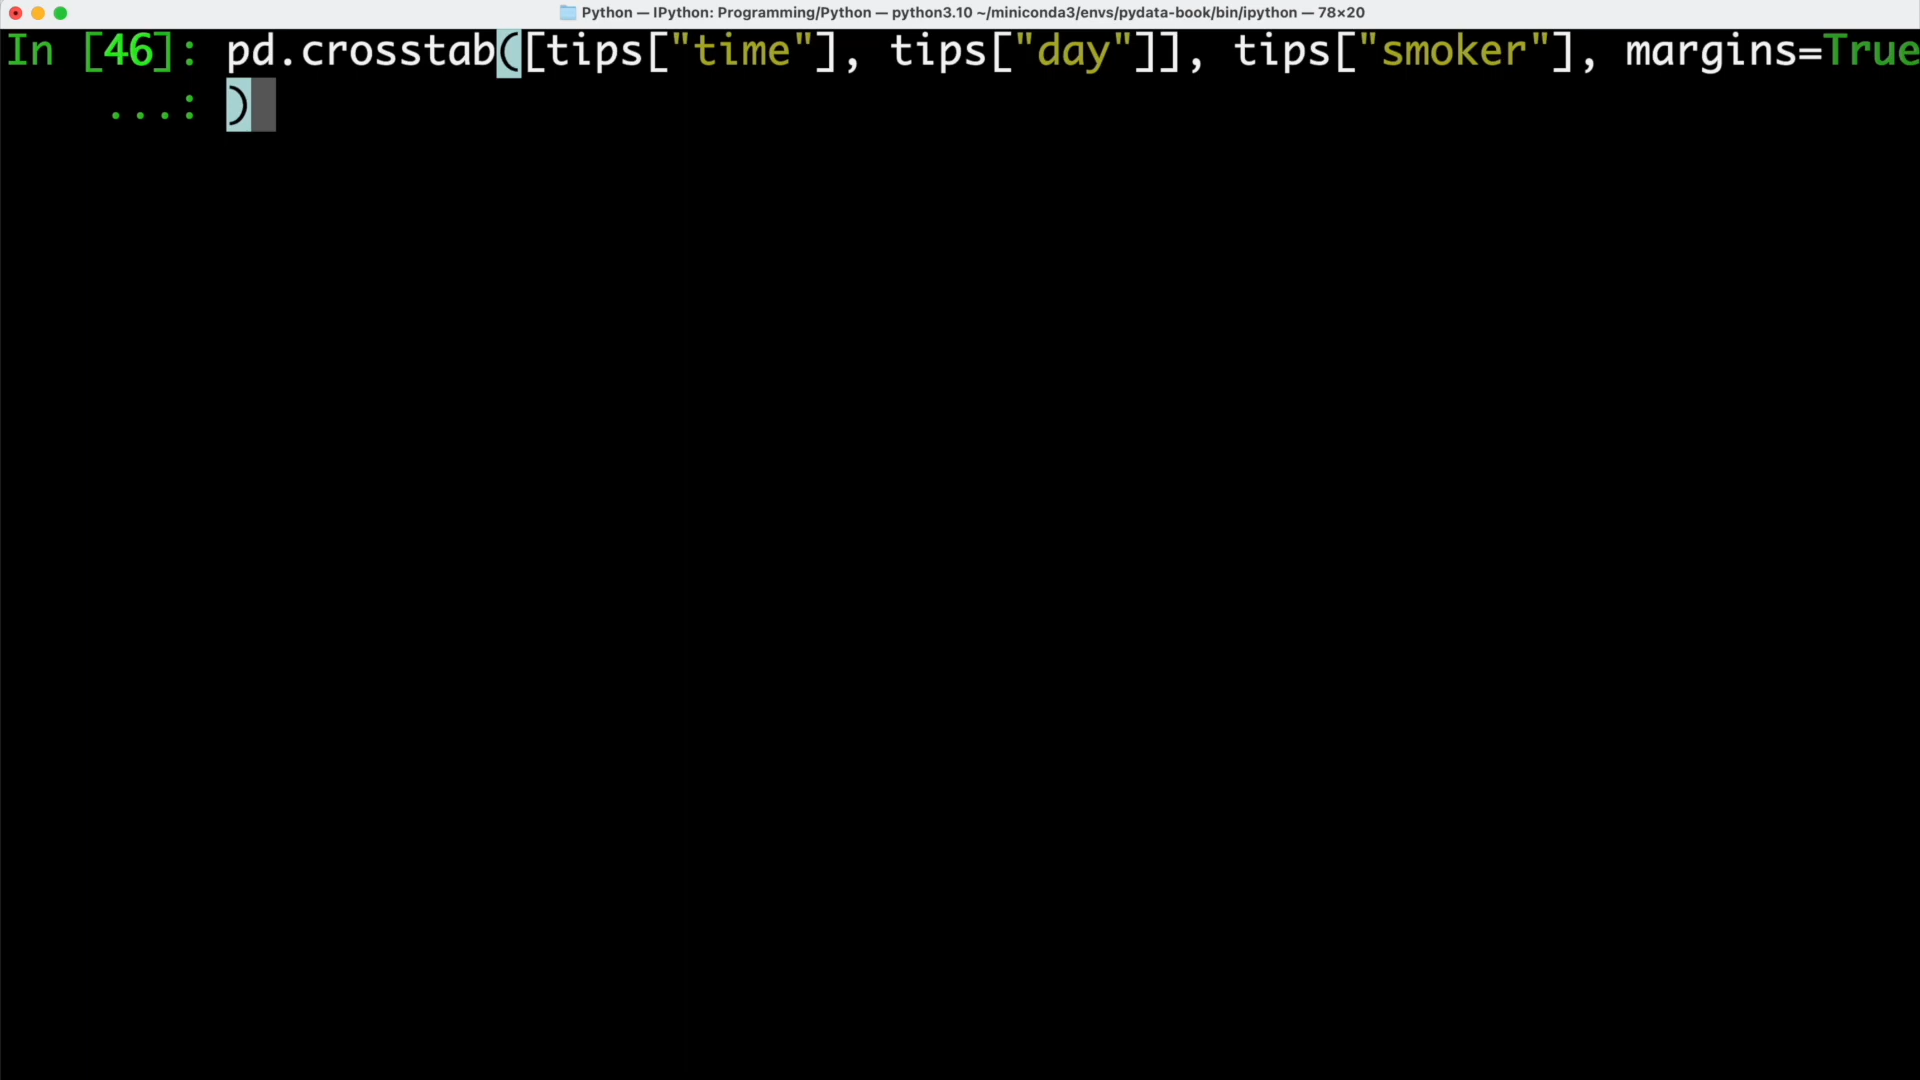 Python — IPython: Programming/Python — python3.10 ~/miniconda3/envs/pydata-book/bin/ipython — 78×20
In [46]: pd.crosstab([tips["time"], tips["day"]], tips["smoker"], margins=True
...: )